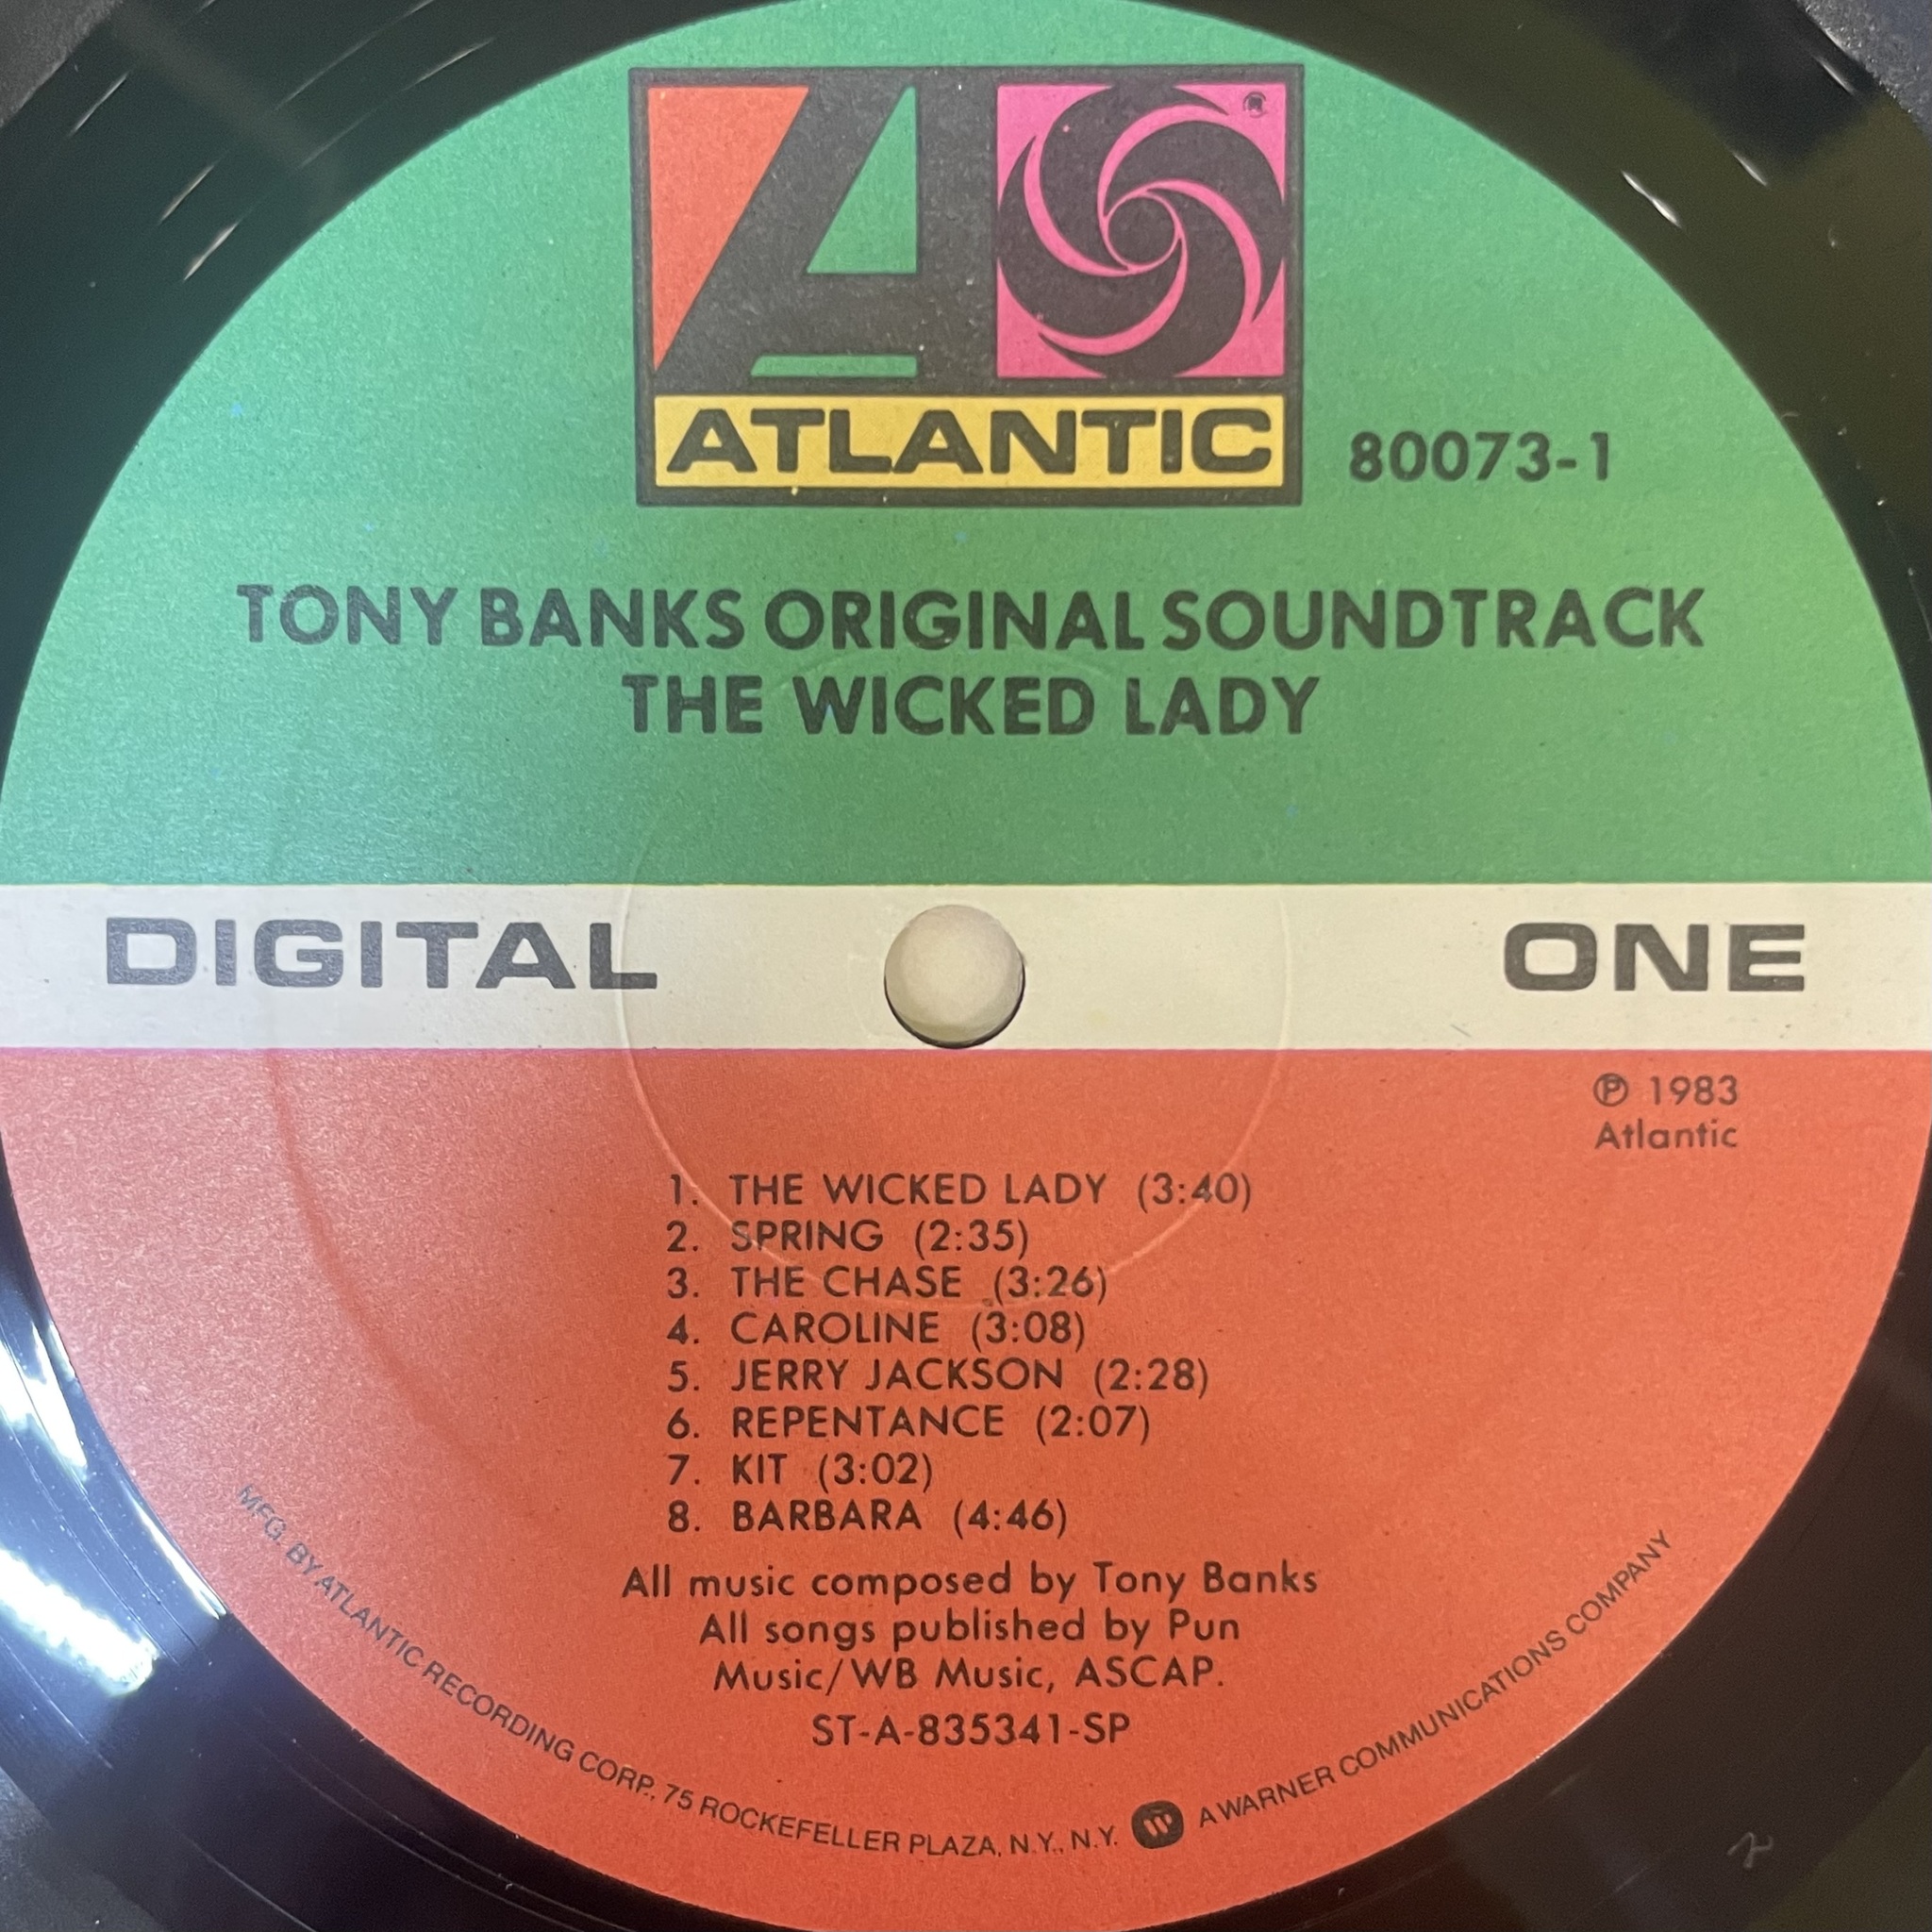 ATLANTIC
80073-1
TONY BANKS ORIGINAL SOUNDTRACK
THE WICKED LADY
DIGITAL ONE
℗ 1983
Atlantic
1. THE WICKED LADY (3:40)
2. SPRING (2:35)
3. THE CHASE (3:26)
4. CAROLINE (3:08)
5. JERRY JACKSON (2:28)
6. REPENTANCE (2:07)
7. KIT (3:02)
8. BARBARA (4:46)
All music composed by Tony Banks
All songs published by Pun
Music/WB Music, ASCAP.
ST-A-835341-SP
MFG. BY ATLANTIC RECORDING CORP., 75 ROCKEFELLER PLAZA, N.Y., N.Y. A WARNER COMMUNICATIONS COMPANY